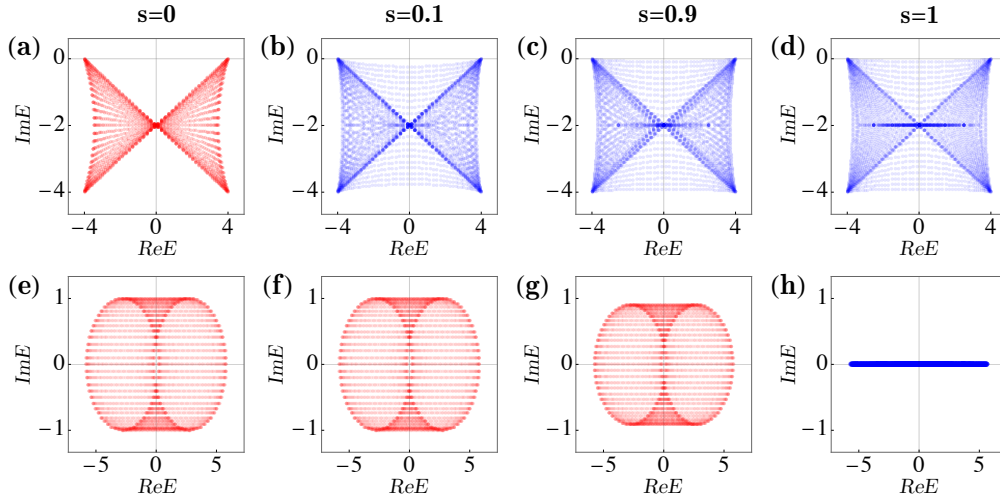 s=0 s=0.1 s=0.9 s=1
(a) (b) (c) (d)
0 0 0 0
ImE ImE ImE ImE
−2 −2 −2 −2
−4 −4 −4 −4
−4 0 4 −4 0 4 −4 0 4 −4 0 4
ReE ReE ReE ReE
(e) (f) (g) (h)
1 1 1 1
ImE ImE ImE ImE
0 0 0 0
−1 −1 −1 −1
−5 0 5 −5 0 5 −5 0 5 −5 0 5
ReE ReE ReE ReE